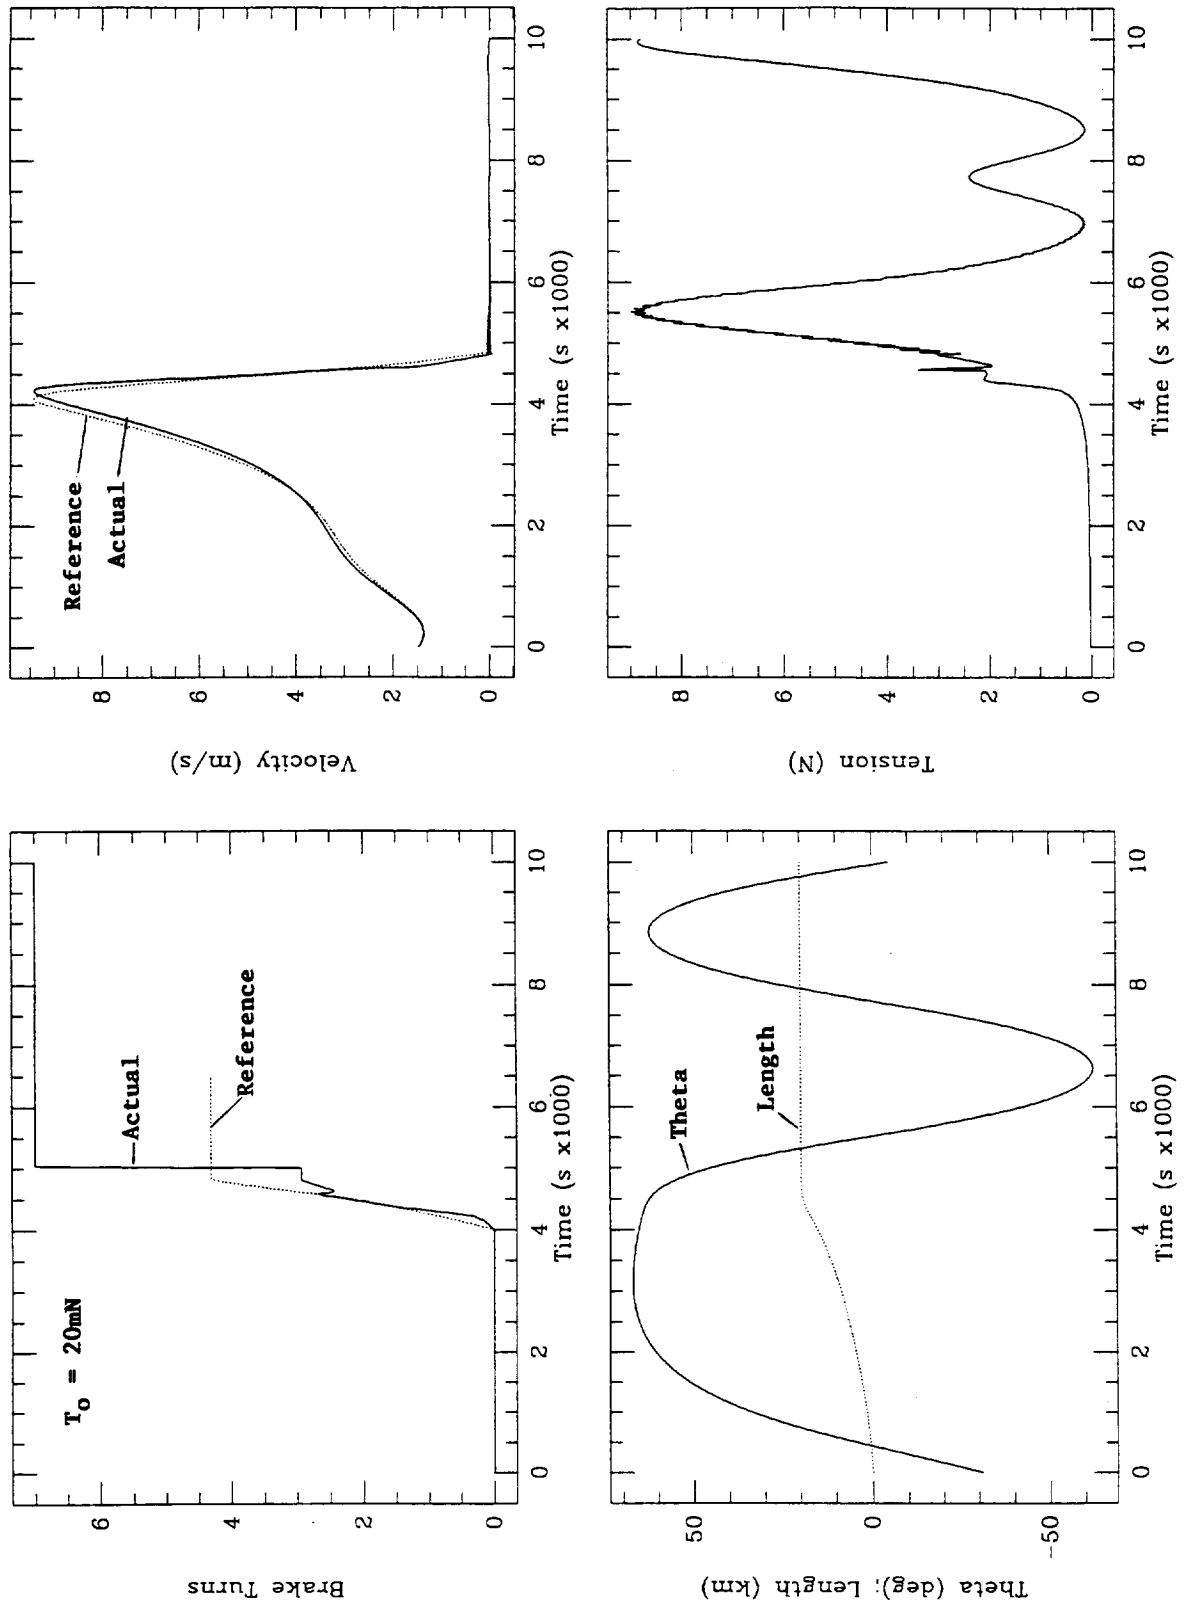 Brake Turns
6
4
2
0
T0 = 20mN
Actual
Reference
0 2 4 6 8 10
Time (s x1000)
Velocity (m/s)
8
6
4
2
0
Reference
Actual
0 2 4 6 8 10
Time (s x1000)
Theta (deg); Length (km)
50
0
-50
Theta
Length
0 2 4 6 8 10
Time (s x1000)
Tension (N)
8
6
4
2
0
0 2 4 6 8 10
Time (s x1000)